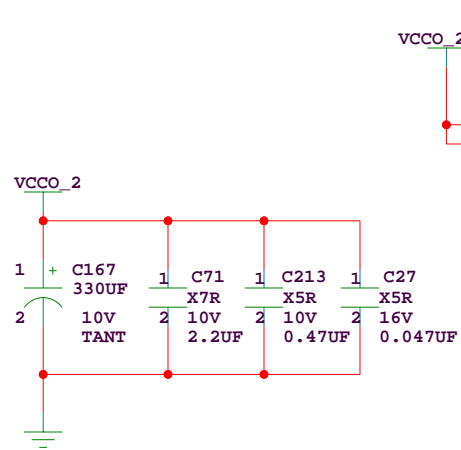 VCCO_2
VCCO_2
1 + C167
330UF
2 10V
TANT
1 C71
X7R
2 10V
2.2UF
1 C213
X5R
2 10V
0.47UF
1 C27
X5R
2 16V
0.047UF